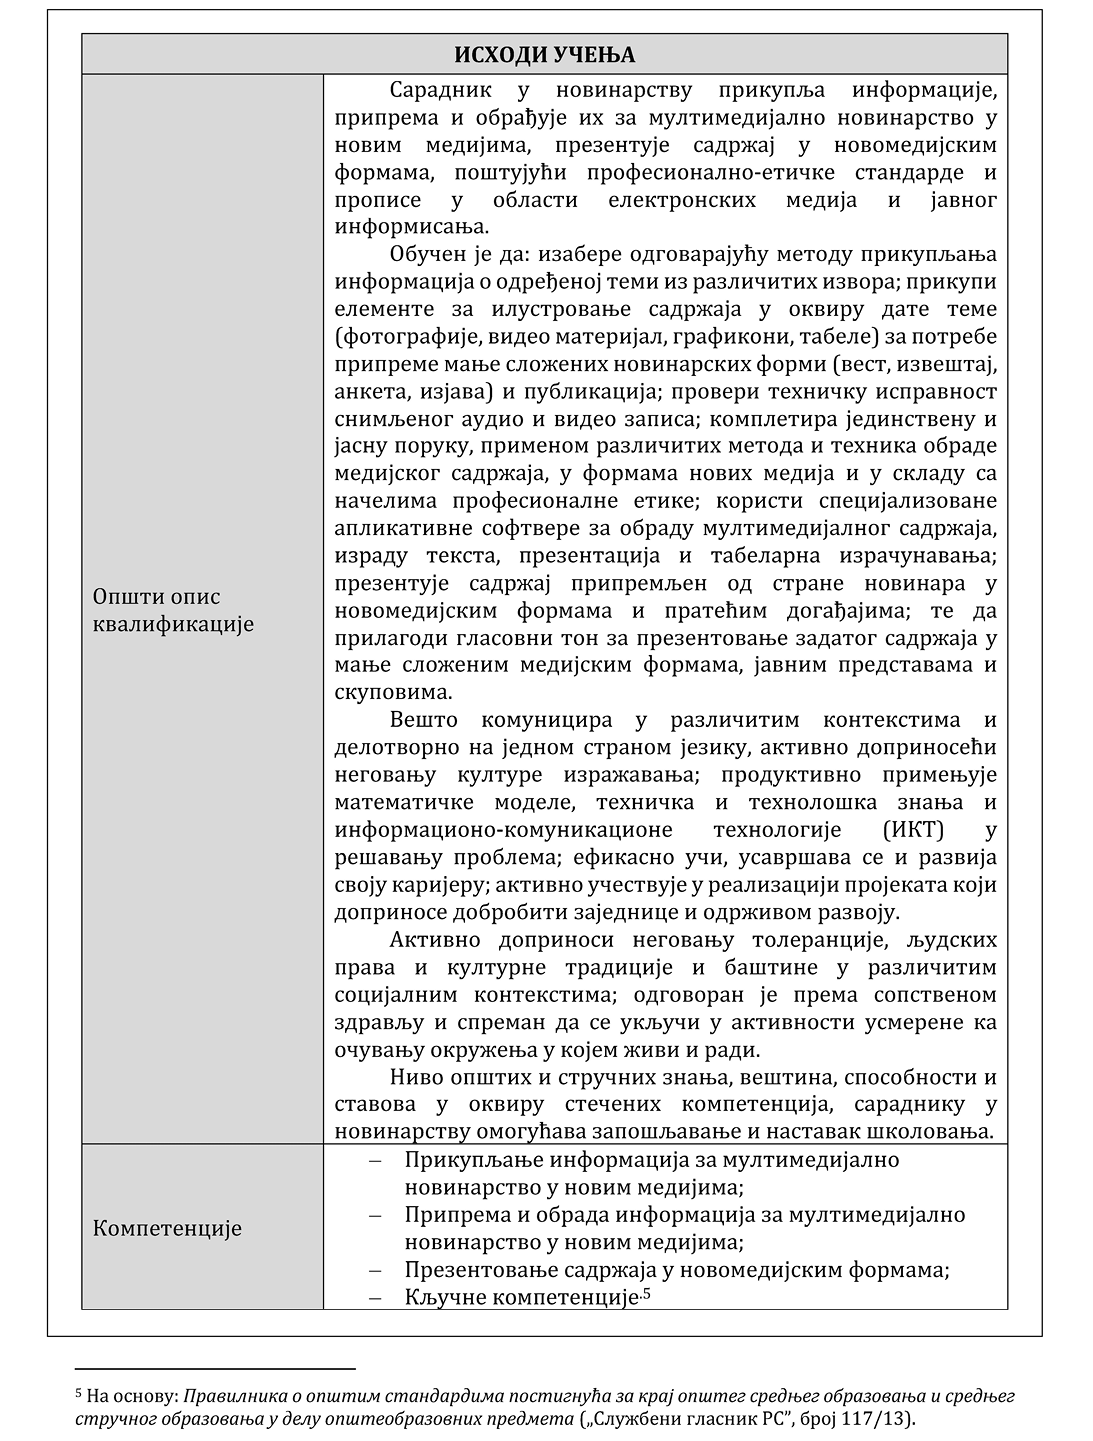 ИСХОДИ УЧЕЊА
Општи опис
квалификације
Сарадник у новинарству прикупља информације,
припрема и обрађује их за мултимедијално новинарство у
новим медијима, презентује садржај у новомедијским
формама, поштујући професионално-етичке стандарде и
прописе у области електронских медија и јавног
информисања.
Обучен је да: изабере одговарајућу методу прикупљања
информација о одређеној теми из различитих извора; прикупи
елементе за илустровање садржаја у оквиру дате теме
(фотографије, видео материјал, графикони, табеле) за потребе
припреме мање сложених новинарских форми (вест, извештај,
анкета, изјава) и публикација; провери техничку исправност
снимљеног аудио и видео записа; комплетира јединствену и
јасну поруку, применом различитих метода и техника обраде
медијског садржаја, у формама нових медија и у складу са
начелима професионалне етике; користи специјализоване
апликативне софтвере за обраду мултимедијалног садржаја,
израду текста, презентација и табеларна израчунавања;
презентује садржај припремљен од стране новинара у
новомедијским формама и пратећим догађајима; те да
прилагоди гласовни тон за презентовање задатог садржаја у
мање сложеним медијским формама, јавним представама и
скуповима.
Вешто комуницира у различитим контекстима и
делотворно на једном страном језику, активно доприносећи
неговању културе изражавања; продуктивно примењује
математичке моделе, техничка и технолошка знања и
информационо-комуникационе технологије (ИКТ) у
решавању проблема; ефикасно учи, усавршава се и развија
своју каријеру; активно учествује у реализацији пројеката који
доприносе добробити заједнице и одрживом развоју.
Активно доприноси неговању толеранције, људских
права и културне традиције и баштине у различитим
социјалним контекстима; одговоран је према сопственом
здрављу и спреман да се укључи у активности усмерене ка
очувању окружења у којем живи и ради.
Ниво општих и стручних знања, вештина, способности и
ставова у оквиру стечених компетенција, сараднику у
новинарству омогућава запошљавање и наставак школовања.
Компетенције
– Прикупљање информација за мултимедијално
новинарство у новим медијима;
– Припрема и обрада информација за мултимедијално
новинарство у новим медијима;
– Презентовање садржаја у новомедијским формама;
– Кључне компетенције.5
5 На основу: Правилника о општим стандардима постигнућа за крај општег средњег образовања и средњег
стручног образовања у делу општеобразовних предмета („Службени гласник РС”, број 117/13).